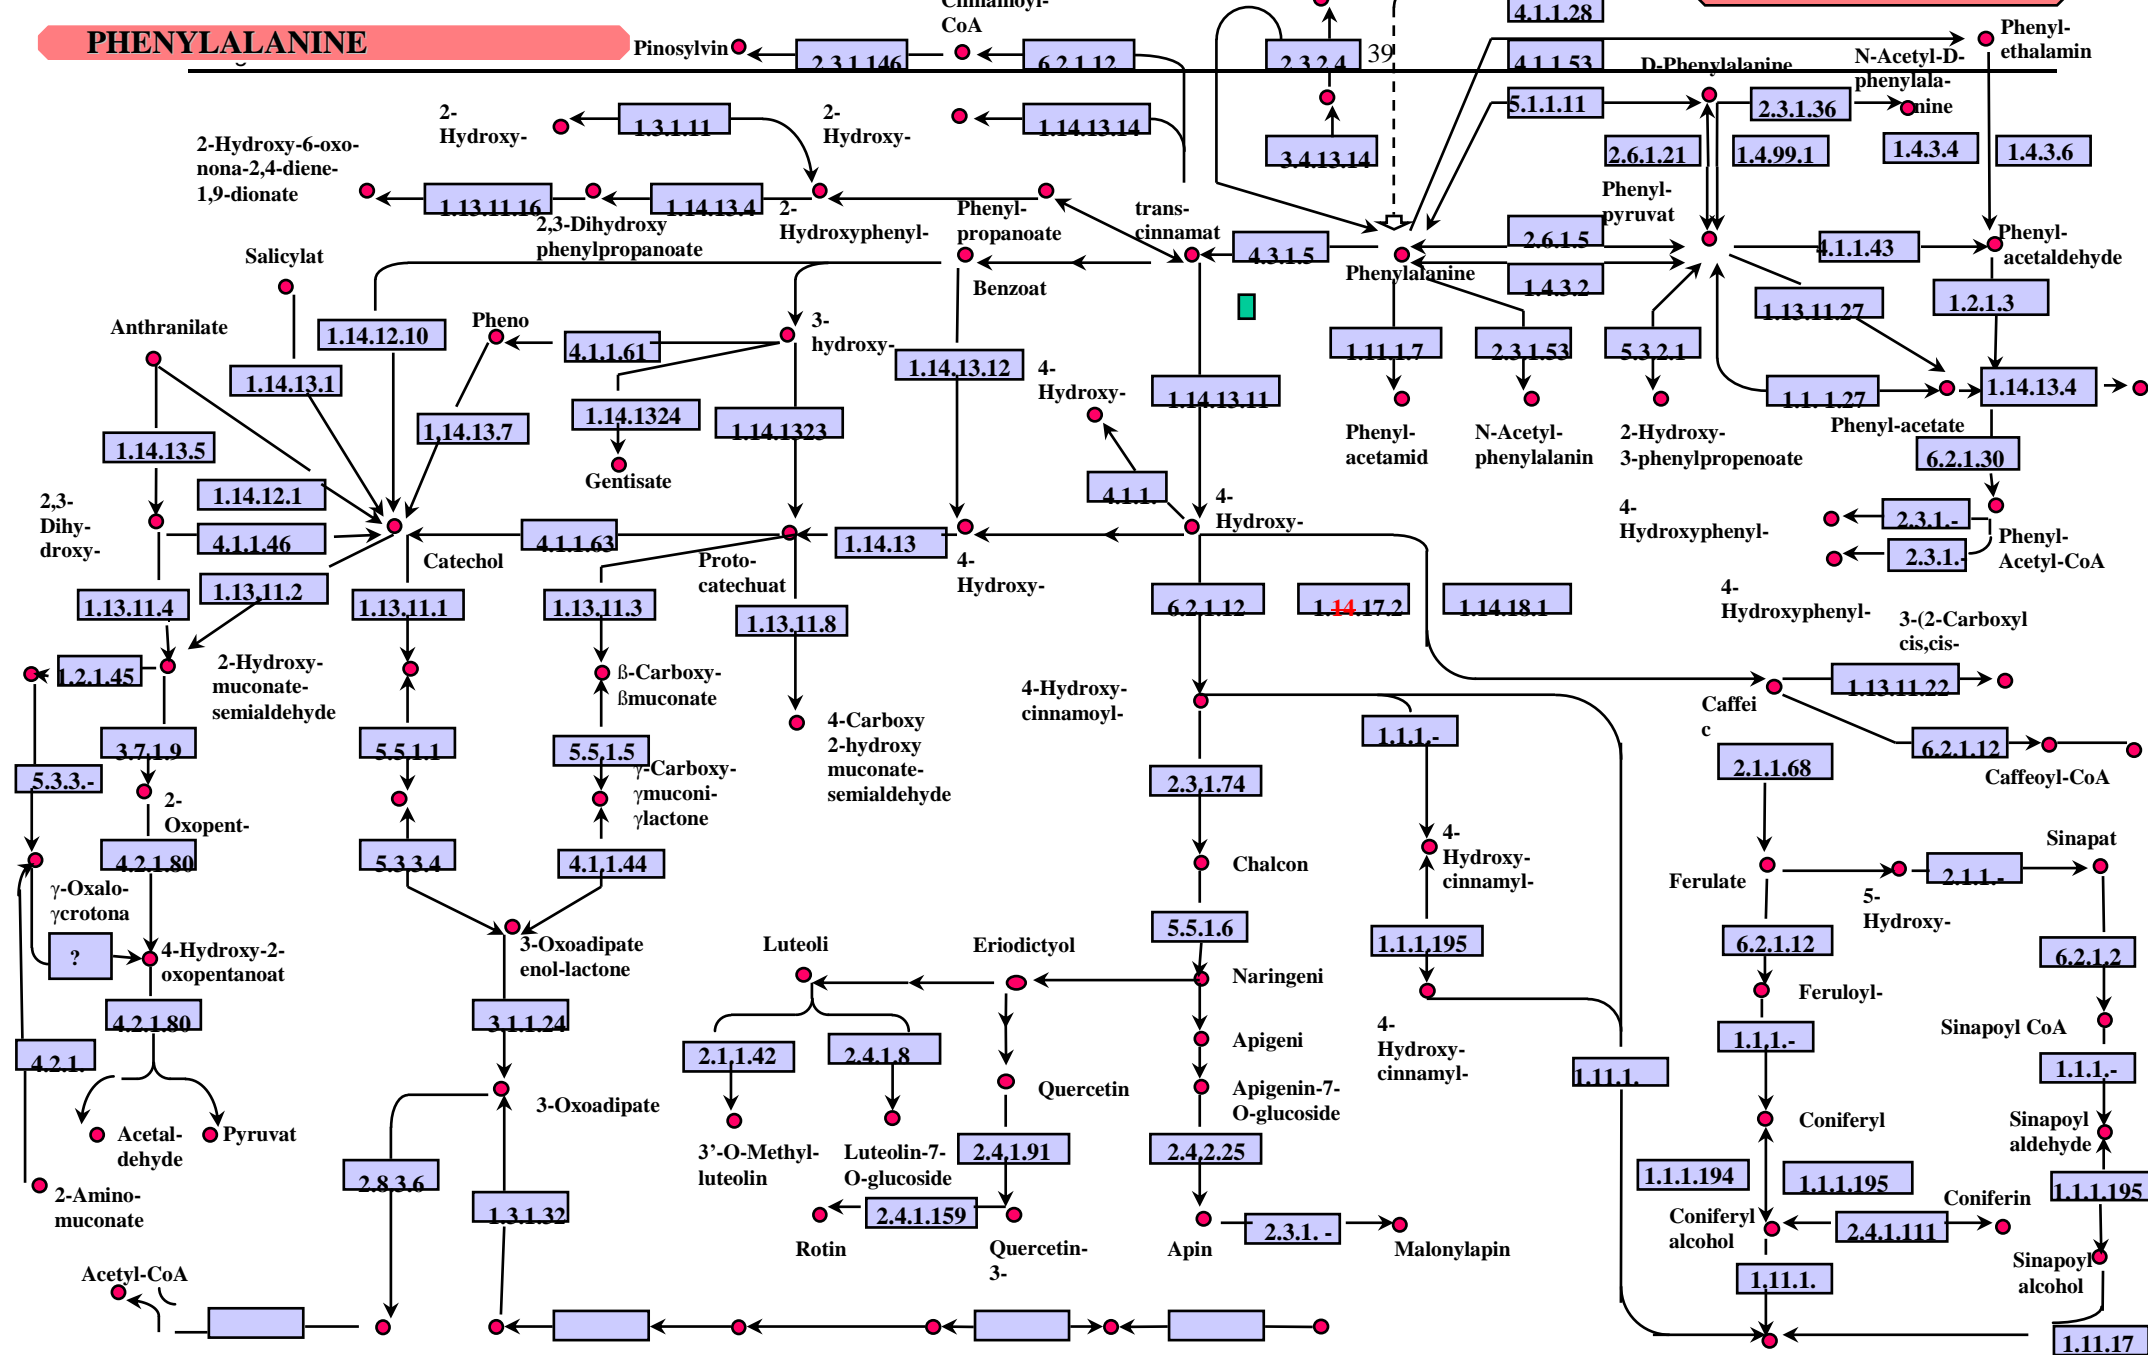 Cinnamoyl-
CoA
4.1.1.28
PHENYLALANINE
Pinosylvin
2.3.1.146
6.2.1.12
2.3.2.4
39
4.1.1.53
D-Phenylalanine
N-Acetyl-D-
phenylala-
nine
Phenyl-
ethalamin
2-
Hydroxy-
1.3.1.11
2-
Hydroxy-
1.14.13.14
3.4.13.14
5.1.1.11
2.3.1.36
2.6.1.21
1.4.99.1
1.4.3.4
1.4.3.6
2-Hydroxy-6-oxo-
nona-2,4-diene-
1,9-dionate
1.13.11.16
2,3-Dihydroxy
phenylpropanoate
1.14.13.4
2-
Hydroxyphenyl-
Phenyl-
propanoate
trans-
cinnamat
4.3.1.5
Phenylalanine
2.6.1.5
1.4.3.2
Phenyl-
pyruvat
4.1.1.43
Phenyl-
acetaldehyde
Salicylat
Benzoat
1.13.11.27
1.2.1.3
Anthranilate
1.14.12.10
Pheno
4.1.1.61
3-
hydroxy-
1.14.13.12
4-
Hydroxy-
1.14.13.11
1.11.1.7
2.3.1.53
5.3.2.1
1.1. 1.27
1.14.13.4
1.14.13.1
1.14.13.7
1.14.1324
1.14.1323
Phenyl-
acetamid
N-Acetyl-
phenylalanin
2-Hydroxy-
3-phenylpropenoate
Phenyl-acetate
6.2.1.30
1.14.13.5
Gentisate
4.1.1.
2,3-
Dihy-
droxy-
1.14.12.1
4.1.1.46
Catechol
4.1.1.63
Proto-
catechuat
1.14.13
4-
Hydroxy-
4-
Hydroxy-
4-
Hydroxyphenyl-
2.3.1.-
2.3.1.-
Phenyl-
Acetyl-CoA
1.13.11.4
1.13.11.2
1.13.11.1
1.13.11.3
1.13.11.8
6.2.1.12
1.14.17.2
1.14.18.1
4-
Hydroxyphenyl-
3-(2-Carboxyl
cis,cis-
1.2.1.45
2-Hydroxy-
muconate-
semialdehyde
ß-Carboxy-
ßmuconate
4-Carboxy
2-hydroxy
muconate-
semialdehyde
4-Hydroxy-
cinnamoyl-
Caffei
c
1.13.11.22
6.2.1.12
Caffeoyl-CoA
3.7.1.9
5.5.1.1
5.5.1.5
γ-Carboxy-
γmuconi-
γlactone
1.1.1.-
2.1.1.68
5.3.3.-
2-
Oxopent-
2.3.1.74
4.2.1.80
5.3.3.4
4.1.1.44
Chalcon
4-
Hydroxy-
cinnamyl-
Ferulate
5-
Hydroxy-
2.1.1.-
Sinapat
γ-Oxalo-
γcrotona
?
4-Hydroxy-2-
oxopentanoat
3-Oxoadipate
enol-lactone
Luteoli
Eriodictyol
5.5.1.6
Naringeni
1.1.1.195
6.2.1.12
6.2.1.2
Feruloyl-
4.2.1.80
3.1.1.24
4.2.1.
2.1.1.42
2.4.1.8
Quercetin
Apigeni
Apigenin-7-
O-glucoside
4-
Hydroxy-
cinnamyl-
1.11.1.
1.1.1.-
Sinapoyl CoA
1.1.1.-
3-Oxoadipate
Acetal-
dehyde
Pyruvat
3’-O-Methyl-
luteolin
Luteolin-7-
O-glucoside
2.4.1.91
2.4.2.25
Coniferyl
Sinapoyl
aldehyde
2-Amino-
muconate
2.8.3.6
1.3.1.32
2.4.1.159
Rotin
Quercetin-
3-
Apin
2.3.1. -
Malonylapin
1.1.1.194
1.1.1.195
Coniferyl
alcohol
2.4.1.111
Coniferin
1.1.1.195
Sinapoyl
alcohol
Acetyl-CoA
1.11.1.
1.11.17